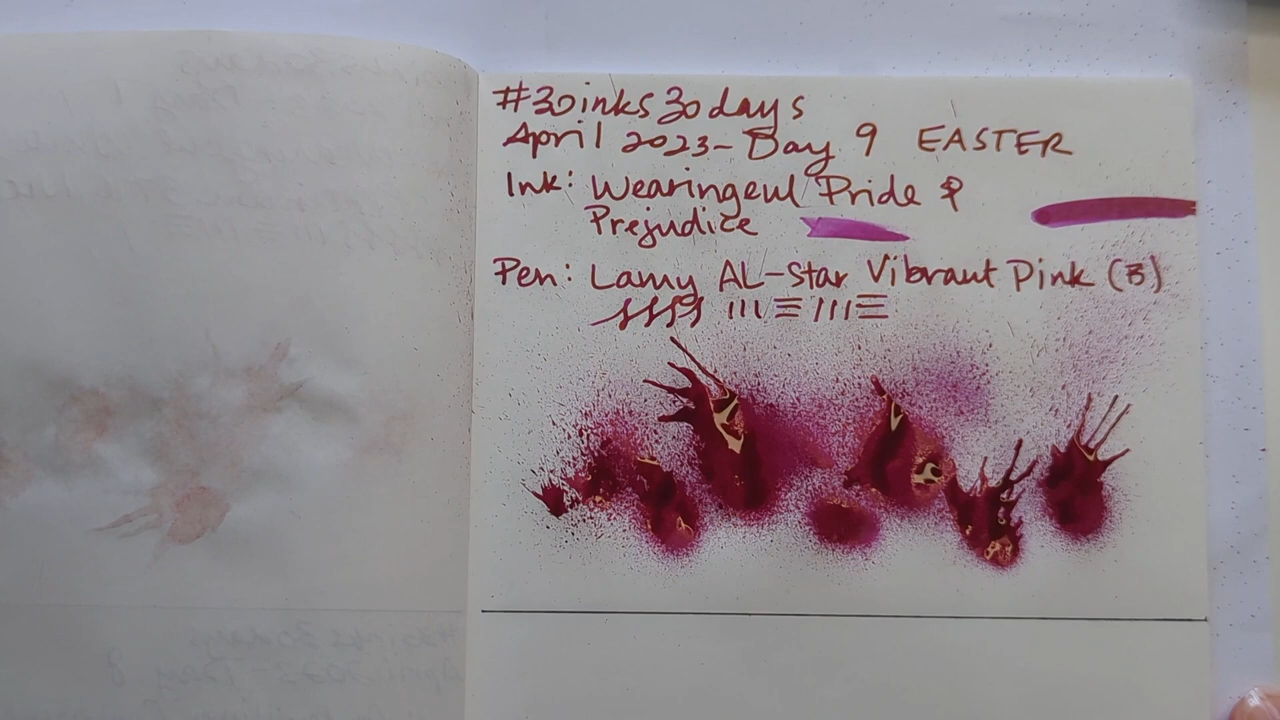 #30inks30days
April 2023- Day 9 EASTER
Ink: Wearingeul Pride &
Prejudice
Pen: Lamy AL-Star Vibrant Pink (B)